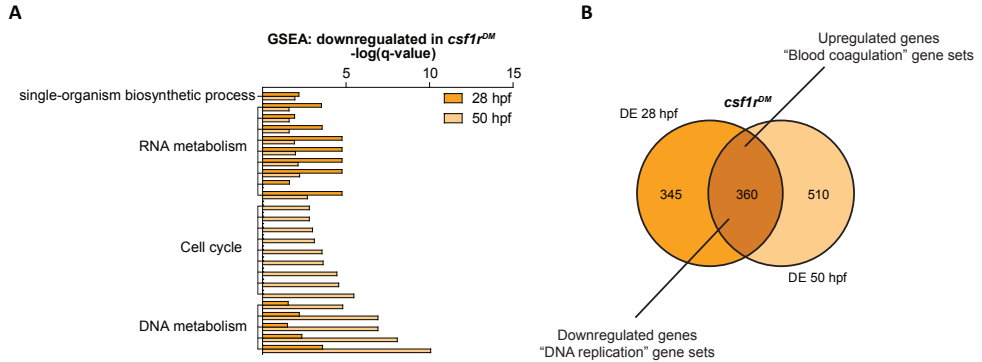 A
GSEA: downregualated in csf1rDM
-log(q-value)
5
10
15
28 hpf
50 hpf
single-organism biosynthetic process
RNA metabolism
Cell cycle
DNA metabolism
B
Upregulated genes
“Blood coagulation” gene sets
csf1rDM
DE 28 hpf
345
360
510
DE 50 hpf
Downregulated genes
“DNA replication” gene sets